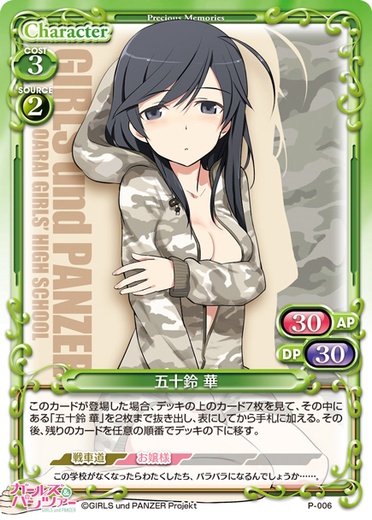 Precious Memories
Character
COST
3
SOURCE
2
GIRLS und PANZER
OARAI GIRLS' HIGH SCHOOL
30 AP
DP 30
五十鈴 華
このカードが登場した場合、デッキの上のカード7枚を見て、その中に
ある「五十鈴 華」を2枚まで抜き出し、表にしてから手札に加える。その
後、残りのカードを任意の順番でデッキの下に移す。
戦車道 お嬢様
この学校がなくなったらわたくしたち、バラバラになるんでしょうか……。
ガールズ&パンツァー
GIRLS und PANZER
©GIRLS und PANZER Projekt
P-006